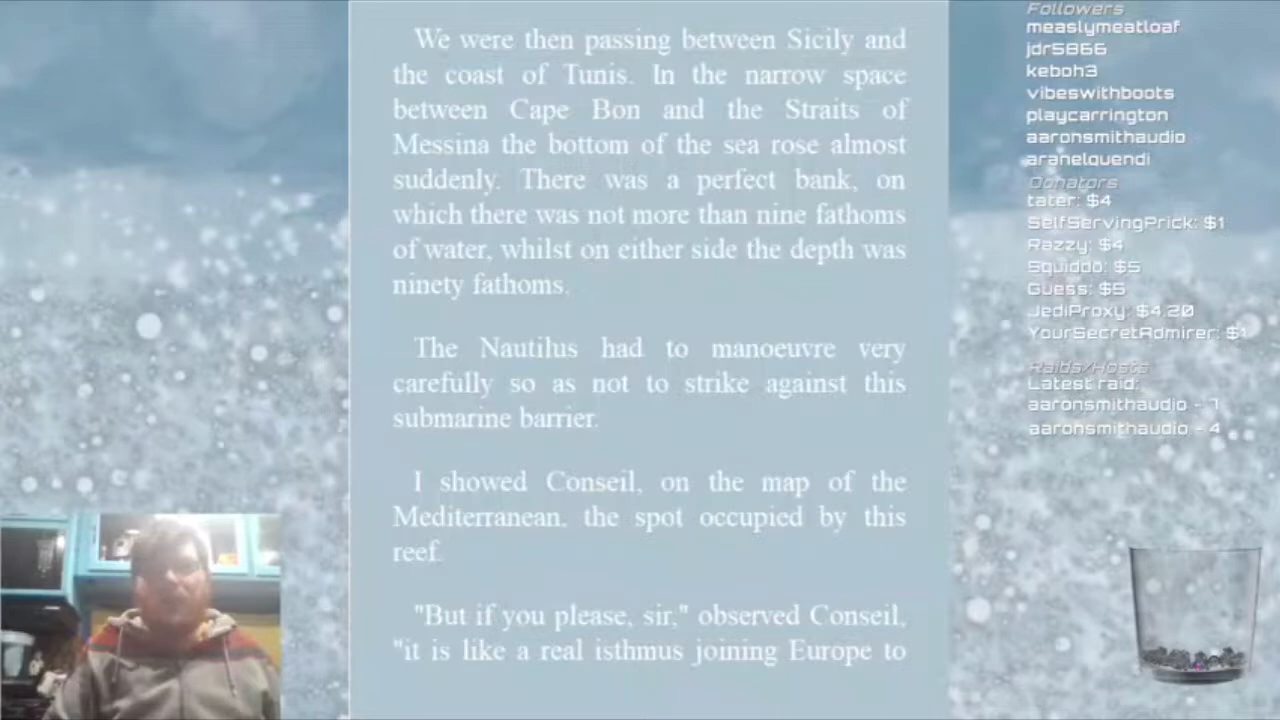 We were then passing between Sicily and
the coast of Tunis. In the narrow space
between Cape Bon and the Straits of
Messina the bottom of the sea rose almost
suddenly. There was a perfect bank, on
which there was not more than nine fathoms
of water, whilst on either side the depth was
ninety fathoms.
The Nautilus had to manoeuvre very
carefully so as not to strike against this
submarine barrier.
I showed Conseil, on the map of the
Mediterranean, the spot occupied by this
reef.
"But if you please, sir," observed Conseil,
"it is like a real isthmus joining Europe to
Followers
measlymeatloaf
jdr5866
keboh3
vibeswithboots
playcarrington
aaronsmithaudio
aranelquendi
Donators
tater: $4
SelfServingPrick: $1
Razzy: $4
Squiddo: $5
Guess: $5
JediProxy: $4.20
YourSecretAdmirer: $1
Raids/Hosts
Latest raid:
aaronsmithaudio - 7
aaronsmithaudio - 4